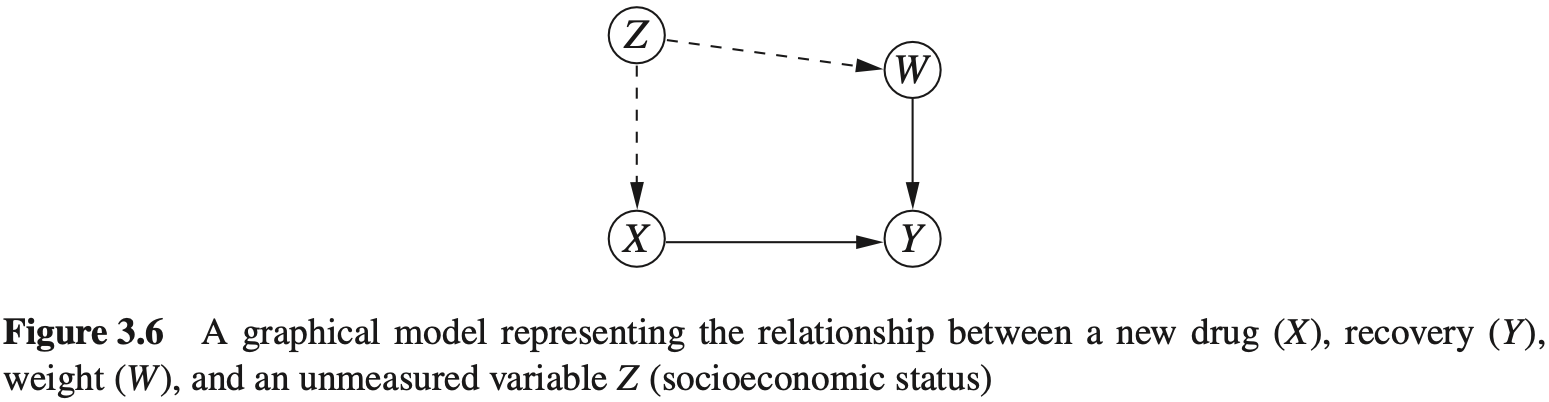 Z
W
X
Y
Figure 3.6 A graphical model representing the relationship between a new drug (X), recovery (Y),
weight (W), and an unmeasured variable Z (socioeconomic status)